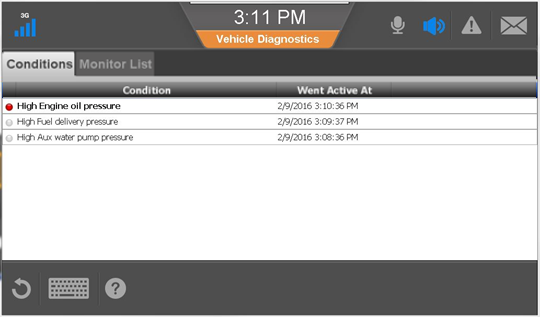 3G
3:11 PM
Vehicle Diagnostics
Conditions Monitor List
Condition Went Active At
High Engine oil pressure 2/9/2016 3:10:36 PM
High Fuel delivery pressure 2/9/2016 3:09:37 PM
High Aux water pump pressure 2/9/2016 3:08:36 PM
?